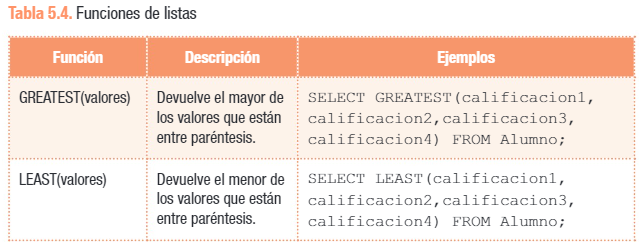 Tabla 5.4. Funciones de listas
Función Descripción Ejemplos
GREATEST(valores) Devuelve el mayor de SELECT GREATEST(calificacion1,
los valores que están calificacion2,calificacion3,
entre paréntesis. calificacion4) FROM Alumno;
LEAST(valores) Devuelve el menor de SELECT LEAST(calificacion1,
los valores que están calificacion2,calificacion3,
entre paréntesis. calificacion4) FROM Alumno;